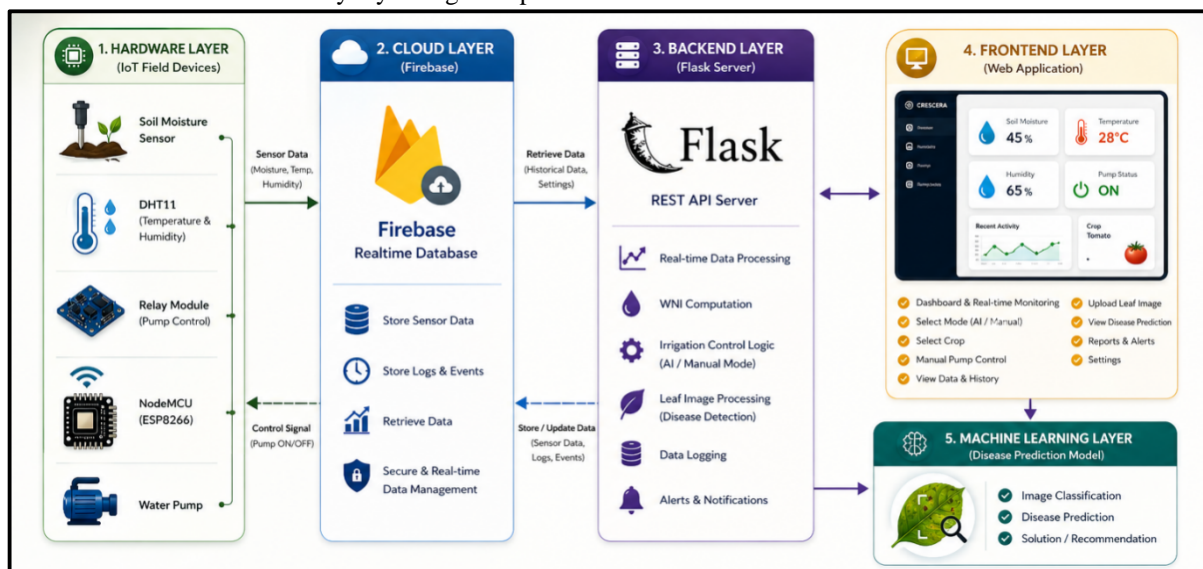 1. HARDWARE LAYER
(IoT Field Devices)
Soil Moisture
Sensor
DHT11
(Temperature &
Humidity)
Relay Module
(Pump Control)
NodeMCU
(ESP8266)
Water Pump
Sensor Data
(Moisture, Temp,
Humidity)
Control Signal
(Pump ON/OFF)
2. CLOUD LAYER
(Firebase)
Firebase
Realtime Database
Store Sensor Data
Store Logs & Events
Retrieve Data
Secure & Real-time
Data Management
Retrieve Data
(Historical Data,
Settings)
Store / Update Data
(Sensor Data,
Logs, Events)
3. BACKEND LAYER
(Flask Server)
Flask
REST API Server
Real-time Data Processing
WNI Computation
Irrigation Control Logic
(AI / Manual Mode)
Leaf Image Processing
(Disease Detection)
Data Logging
Alerts & Notifications
4. FRONTEND LAYER
(Web Application)
CRESCERA
Soil Moisture
45 %
Temperature
28°C
Humidity
65 %
Pump Status
ON
Recent Activity
Crop
Tomato
Dashboard & Real-time Monitoring
Select Mode (AI / Manual)
Select Crop
Manual Pump Control
View Data & History
Upload Leaf Image
View Disease Prediction
Reports & Alerts
Settings
5. MACHINE LEARNING LAYER
(Disease Prediction Model)
Image Classification
Disease Prediction
Solution / Recommendation